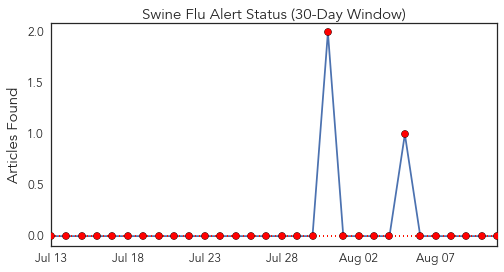 Swine Flu Alert Status (30-Day Window)
Articles Found
2.0
1.5
1.0
0.5
0.0
Jul 13 Jul 18 Jul 23 Jul 28 Aug 02 Aug 07